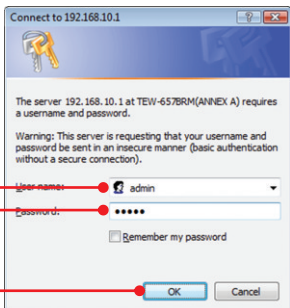 Connect to 192.168.10.1
The server 192.168.10.1 at TEW-657BRM(ANNEX A) requires
a username and password.
Warning: This server is requesting that your username and
password be sent in an insecure manner (basic authentication
without a secure connection).
User name:
admin
Password:
•••••
Remember my password
OK
Cancel